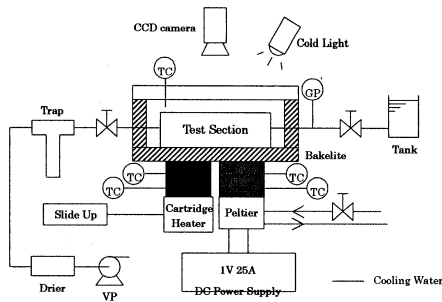 CCD camera
Cold Light
TC
GP
Trap
Test Section
Tank
Bakelite
TC
TC
TC
TC
Slide Up
Cartridge
Heater
Peltier
1V 25A
DC Power Supply
Drier
VP
Cooling Water